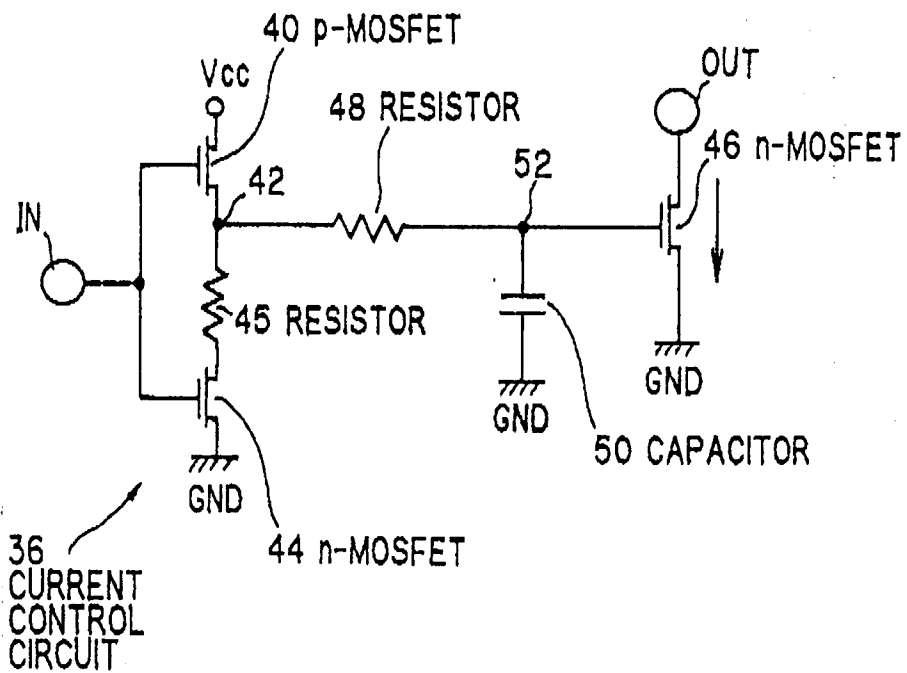 40 p-MOSFET
Vcc
48 RESISTOR
OUT
46 n-MOSFET
52
42
IN
45 RESISTOR
GND
GND
50 CAPACITOR
GND
44 n-MOSFET
36
CURRENT
CONTROL
CIRCUIT